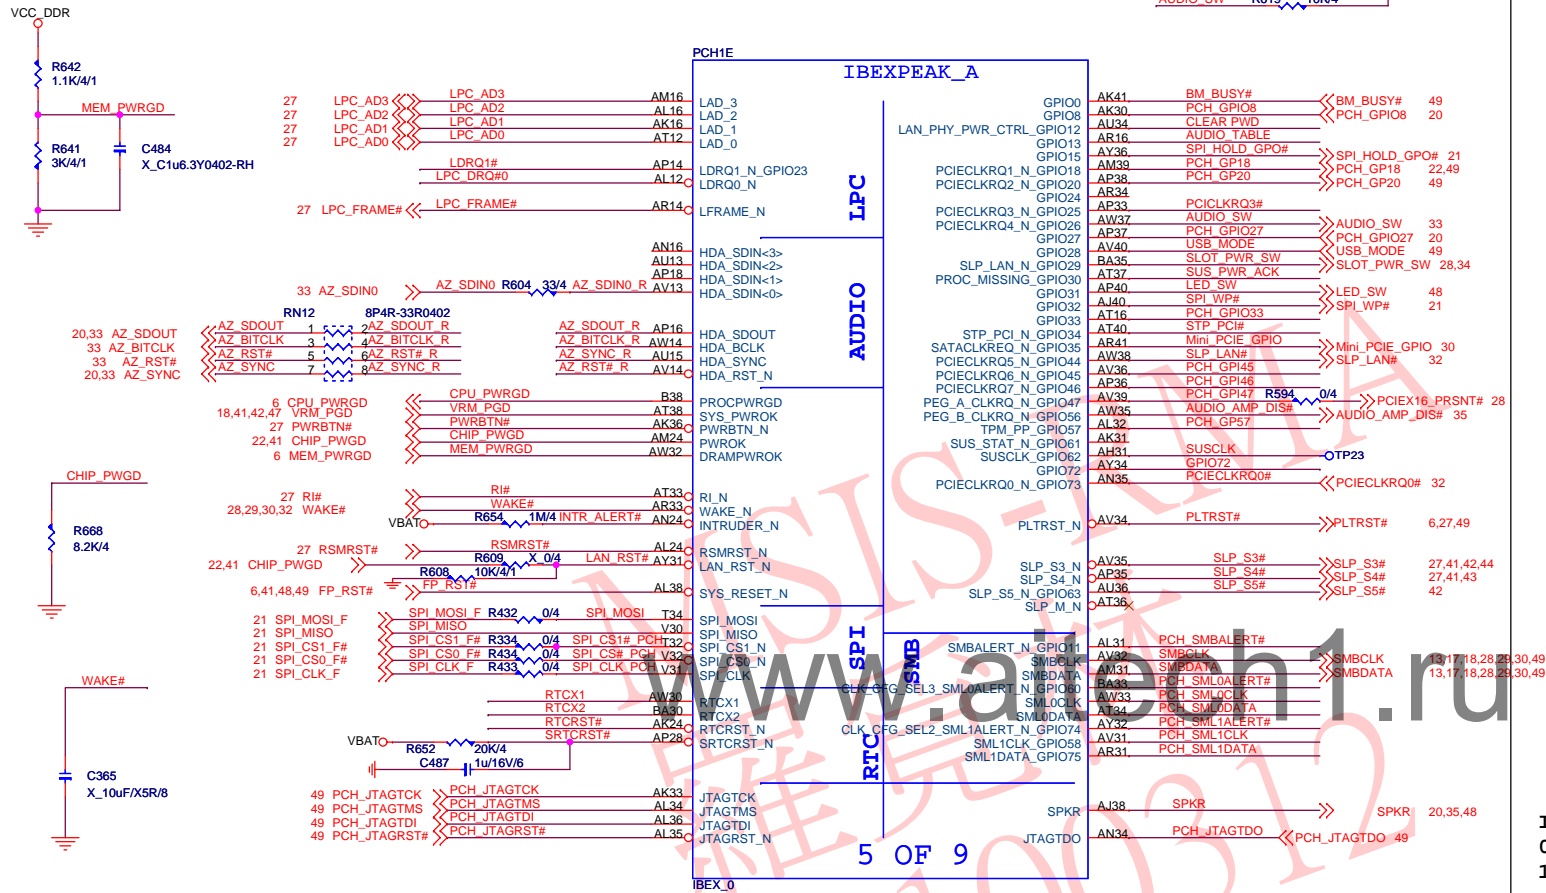 VCC_DDR
R642
1.1K/4/1
MEM_PWRGD
R641
3K/4/1
C484
X_C1u6.3Y0402-RH
CHIP_PWGD
R668
8.2K/4
WAKE#
C365
X_10uF/X5R/8
AUDIO_SW R619 10K/4
PCH1E
IBEXPEAK_A
27 LPC_AD3 LPC_AD3 AM16 LAD_3
27 LPC_AD2 LPC_AD2 AL16 LAD_2
27 LPC_AD1 LPC_AD1 AK16 LAD_1
27 LPC_AD0 LPC_AD0 AT12 LAD_0
LDRQ1# AP14 LDRQ1_N_GPIO23
LPC_DRQ#0 AL12 LDRQ0_N
27 LPC_FRAME# LPC_FRAME# AR14 LFRAME_N
AN16 HDA_SDIN<3>
AU13 HDA_SDIN<2>
AP18 HDA_SDIN<1>
33 AZ_SDIN0 AZ_SDIN0 R604 33/4 AZ_SDIN0_R AV13 HDA_SDIN<0>
RN12 8P4R-33R0402
20,33 AZ_SDOUT AZ_SDOUT 1 2 AZ_SDOUT_R AZ_SDOUT_R AP16 HDA_SDOUT
33 AZ_BITCLK AZ_BITCLK 3 4 AZ_BITCLK_R AZ_BITCLK_R AW14 HDA_BCLK
33 AZ_RST# AZ_RST# 5 6 AZ_RST#_R AZ_SYNC_R AU15 HDA_SYNC
20,33 AZ_SYNC AZ_SYNC 7 8 AZ_SYNC_R AZ_RST#_R AV14 HDA_RST_N
6 CPU_PWRGD CPU_PWRGD B38 PROCPWRGD
18,41,42,47 VRM_PGD VRM_PGD AT38 SYS_PWROK
27 PWRBTN# PWRBTN# AK36 PWRBTN_N
22,41 CHIP_PWGD CHIP_PWGD AM24 PWROK
6 MEM_PWRGD MEM_PWRGD AW32 DRAMPWROK
27 RI# RI# AT33 RI_N
28,29,30,32 WAKE# WAKE# AR33 WAKE_N
VBAT R654 1M/4 INTR_ALERT# AN24 INTRUDER_N
27 RSMRST# RSMRST# AL24 RSMRST_N
22,41 CHIP_PWGD R609 X_0/4 LAN_RST# AY31 LAN_RST_N
R608 10K/4/1
6,41,48,49 FP_RST# FP_RST# AL38 SYS_RESET_N
21 SPI_MOSI_F SPI_MOSI_F R432 0/4 SPI_MOSI T34 SPI_MOSI
21 SPI_MISO SPI_MISO V30 SPI_MISO
21 SPI_CS1_F# SPI_CS1_F# R334 0/4 SPI_CS1#_PCH T32 SPI_CS1_N
21 SPI_CS0_F# SPI_CS0_F# R434 0/4 SPI_CS#_PCH V32 SPI_CS0_N
21 SPI_CLK_F SPI_CLK_F R433 0/4 SPI_CLK_PCH V31 SPI_CLK
RTCX1 AW30 RTCX1
RTCX2 BA30 RTCX2
RTCRST# AK24 RTCRST_N
SRTCRST# AP28 SRTCRST_N
VBAT R652 20K/4
C487 1u/16V/6
49 PCH_JTAGTCK PCH_JTAGTCK AK33 JTAGTCK
49 PCH_JTAGTMS PCH_JTAGTMS AL34 JTAGTMS
49 PCH_JTAGTDI PCH_JTAGTDI AL36 JTAGTDI
49 PCH_JTAGRST# PCH_JTAGRST# AL35 JTAGRST_N
LPC
AUDIO
SPI
SMB
RTC
GPIO0 AK41 BM_BUSY# BM_BUSY# 49
GPIO8 AK30 PCH_GPIO8 PCH_GPIO8 20
LAN_PHY_PWR_CTRL_GPIO12 AU34 CLEAR PWD
GPIO13 AR16 AUDIO_TABLE
GPIO15 AY36 SPI_HOLD_GPO# SPI_HOLD_GPO# 21
PCIECLKRQ1_N_GPIO18 AM39 PCH_GP18 PCH_GP18 22,49
PCIECLKRQ2_N_GPIO20 AP38 PCH_GP20 PCH_GP20 49
GPIO24 AR34
PCIECLKRQ3_N_GPIO25 AP33 PCICLKRQ3#
PCIECLKRQ4_N_GPIO26 AW37 AUDIO_SW AUDIO_SW 33
GPIO27 AP37 PCH_GPIO27 PCH_GPIO27 20
GPIO28 AV40 USB_MODE USB_MODE 49
SLP_LAN_N_GPIO29 BA35 SLOT_PWR_SW SLOT_PWR_SW 28,34
PROC_MISSING_GPIO30 AT37 SUS_PWR_ACK
GPIO31 AP40 LED_SW LED_SW 48
GPIO32 AJ40 SPI_WP# SPI_WP# 21
GPIO33 AT16 PCH_GPIO33
STP_PCI_N_GPIO34 AT40 STP_PCI#
SATACLKREQ_N_GPIO35 AR41 Mini_PCIE_GPIO Mini_PCIE_GPIO 30
PCIECLKRQ5_N_GPIO44 AW38 SLP_LAN# SLP_LAN# 32
PCIECLKRQ6_N_GPIO45 AV36 PCH_GPI45
PCIECLKRQ7_N_GPIO46 AP36 PCH_GPI46
PEG_A_CLKRQ_N_GPIO47 AV39 PCH_GPI47 R594 0/4 PCIEX16_PRSNT# 28
PEG_B_CLKRQ_N_GPIO56 AW35 AUDIO_AMP_DIS# AUDIO_AMP_DIS# 35
TPM_PP_GPIO57 AL32 PCH_GP57
SUS_STAT_N_GPIO61 AK31
SUSCLK_GPIO62 AH31 SUSCLK TP23
GPIO72 AY34 GPIO72
PCIECLKRQ0_N_GPIO73 AN35 PCIECLKRQ0# PCIECLKRQ0# 32
PLTRST_N AV34 PLTRST# PLTRST# 6,27,49
SLP_S3_N AV35 SLP_S3# SLP_S3# 27,41,42,44
SLP_S4_N AP35 SLP_S4# SLP_S4# 27,41,43
SLP_S5_N_GPIO63 AU36 SLP_S5# SLP_S5# 42
SLP_M_N AT36
SMBALERT_N_GPIO11 AL31 PCH_SMBALERT#
SMBCLK AV32 SMBCLK SMBCLK 13,17,18,28,29,30,49
SMBDATA AM31 SMBDATA SMBDATA 13,17,18,28,29,30,49
CLK_CFG_SEL3_SML0ALERT_N_GPIO60 BA33 PCH_SML0ALERT#
SML0CLK AW33 PCH_SML0CLK
SML0DATA AT34 PCH_SML0DATA
CLK_CFG_SEL2_SML1ALERT_N_GPIO74 AY32 PCH_SML1ALERT#
SML1CLK_GPIO58 AV31 PCH_SML1CLK
SML1DATA_GPIO75 AR31 PCH_SML1DATA
SPKR AJ38 SPKR SPKR 20,35,48
JTAGTDO AN34 PCH_JTAGTDO PCH_JTAGTDO 49
5 OF 9
IBEX_0
MSIS-RMA
www.aitech1.ru
100312